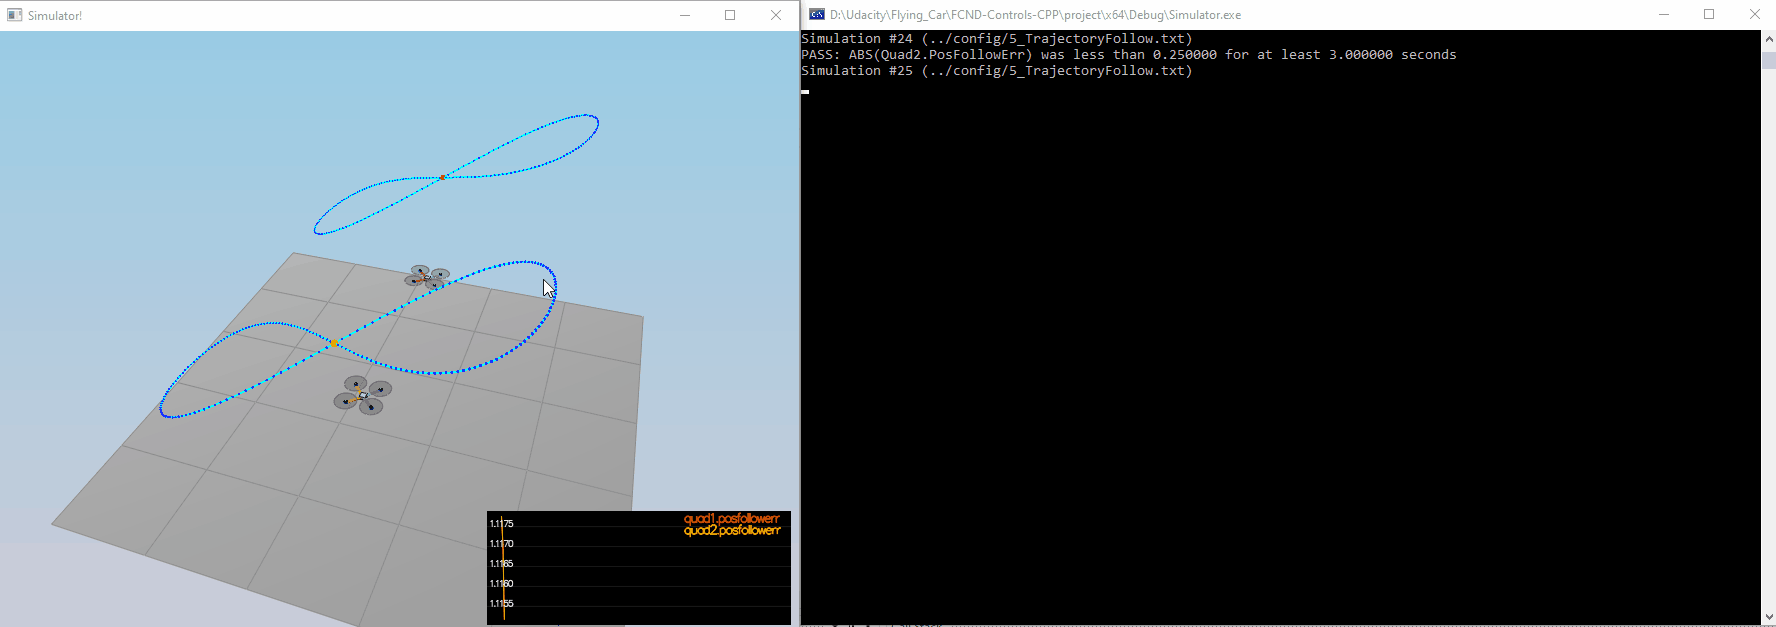 Simulator!
quad1.posfollowerr
quad2.posfollowerr
1.1175
1.1170
1.1165
1.1160
1.1155
D:\Udacity\Flying_Car\FCND-Controls-CPP\project\x64\Debug\Simulator.exe
Simulation #24 (../config/5_TrajectoryFollow.txt)
PASS: ABS(Quad2.PosFollowErr) was less than 0.250000 for at least 3.000000 seconds
Simulation #25 (../config/5_TrajectoryFollow.txt)